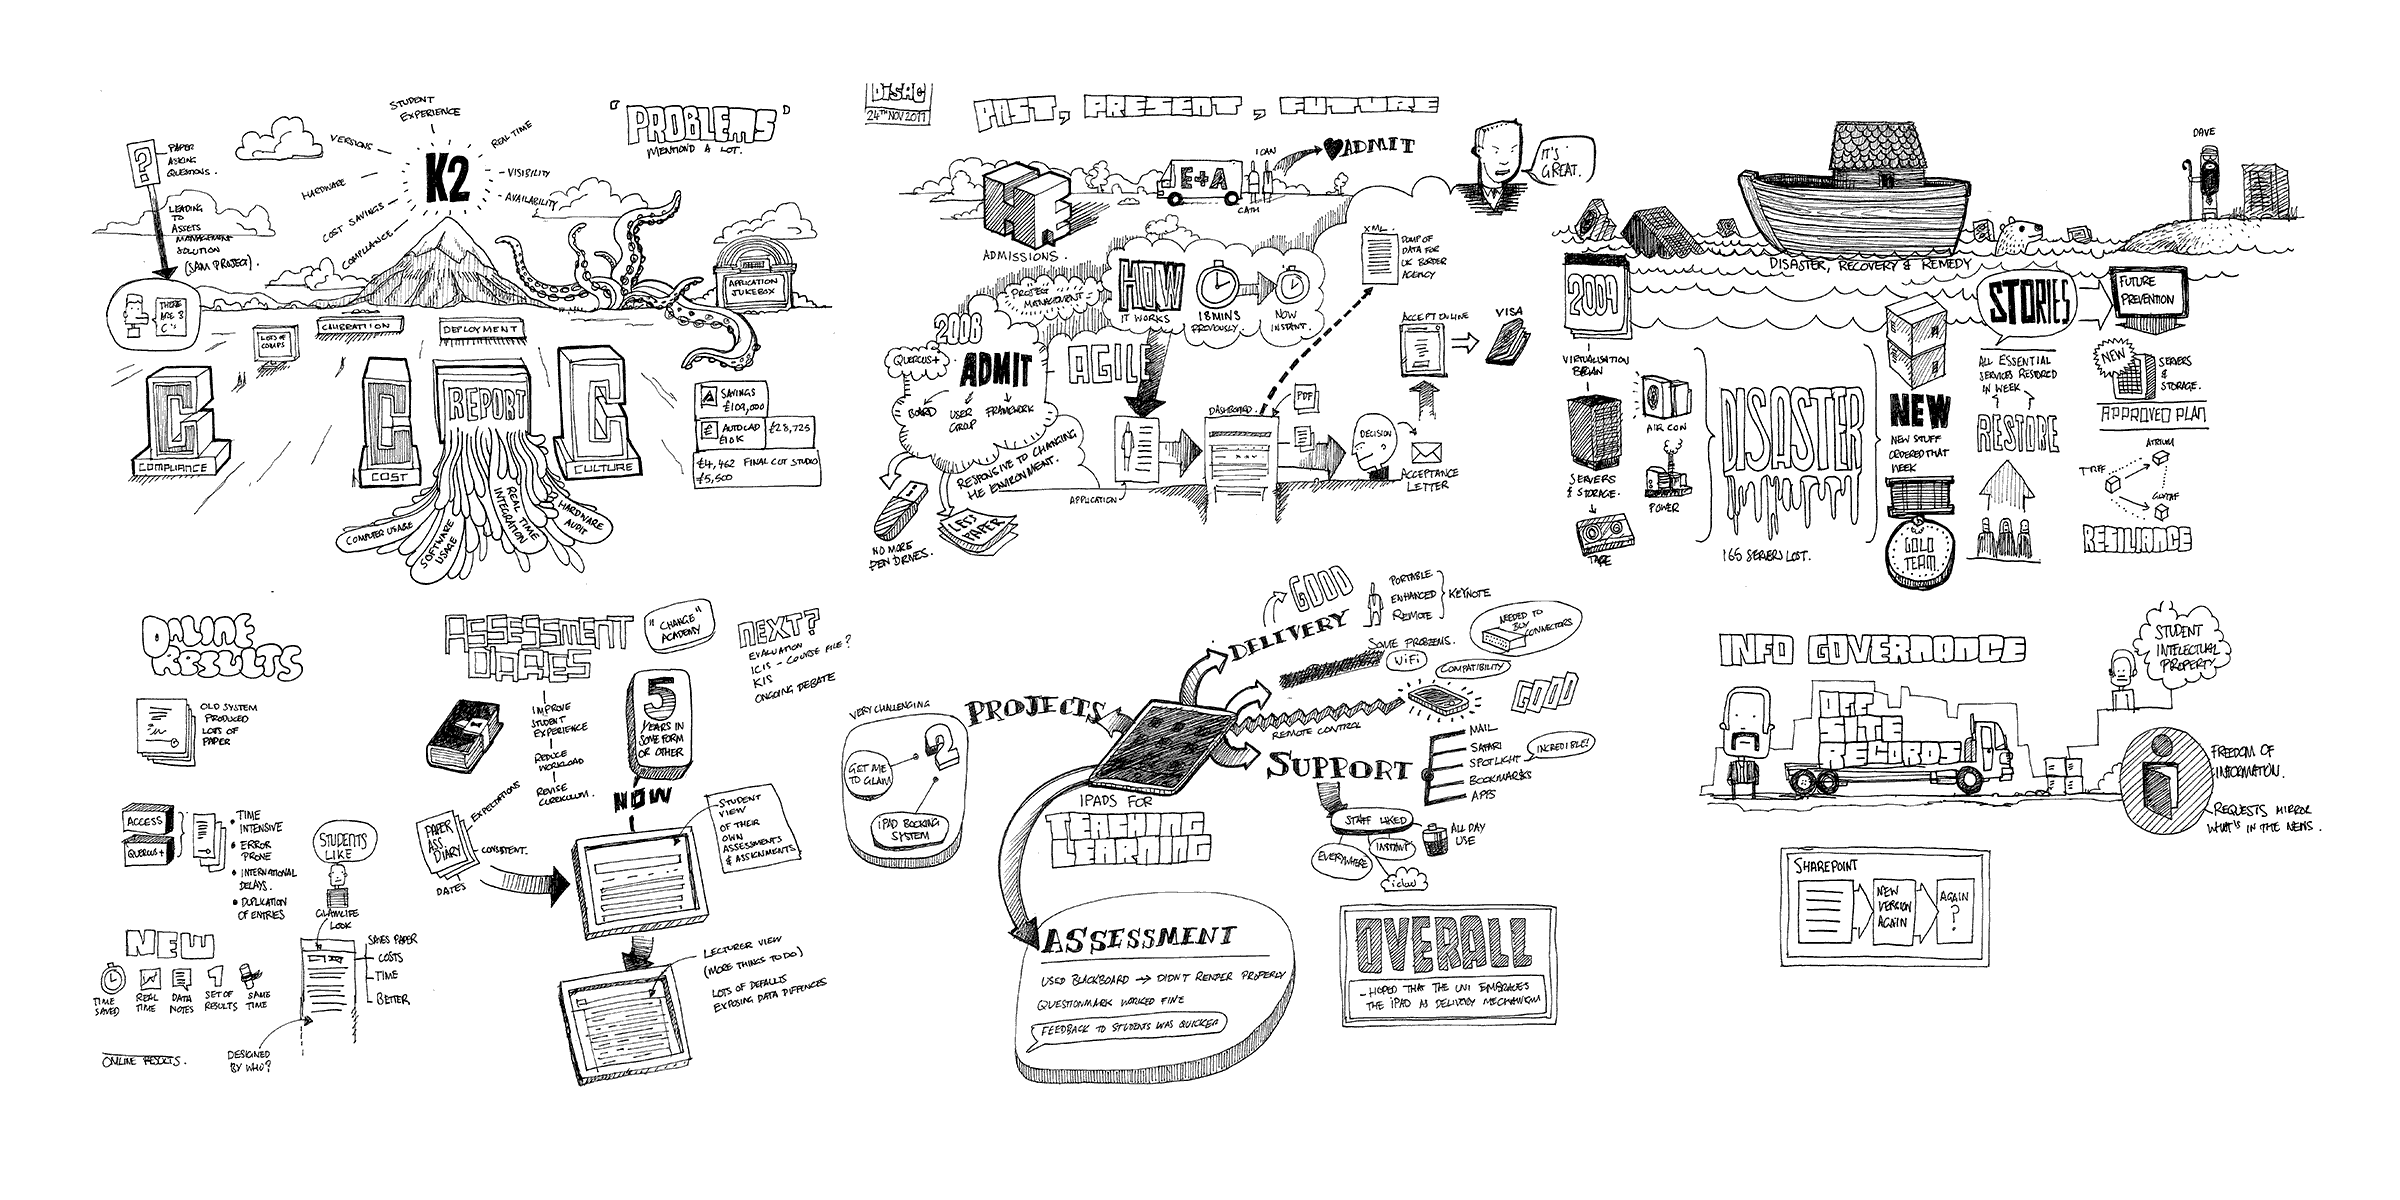 "PROBLEMS"
MENTIOND A LOT.
STUDENT
EXPERIENCE
VERSIONS
REAL TIME
K2
VISIBILITY
HARDWARE
AVAILABILITY
COST SAVINGS
COMPLIANCE
?
PAPER
ASKING
QUESTIONS.
LEADING
TO
ASSETS
MANAGEMENT
SOLUTION
(SAM PROJECT).
THERE
ARE 3
C'S
LOTS OF
COMPS
CALIBRATION
DEPLOYMENT
APPLICATION
JUKEBOX
C
COMPLIANCE
C
COST
REPORT
C
CULTURE
COMPUTER USAGE
SOFTWARE
USAGE
REAL TIME
INTEGRATION
HARDWARE
AUDIT
SAVINGS
£109,000
£ AUTOCAD
£10K
£28,725
£4,462 FINAL CUT STUDIO
£5,500
DISAC
24TH NOV 2011
PAST, PRESENT, FUTURE
H.E
ADMISSIONS.
E+A
I CAN
CATH
ADMIT
IT'S
GREAT.
PROJECT
MANAGEMENT
HOW
IT WORKS
18 MINS
PRVOUSLY
NOW
INSTANT.
XML.
DUMP OF
DATA FOR
UK BORDER
AGENCY
2008
QUERCUS+
ADMIT
BOARD
USER
GROUP
FRAMEWORK
AGILE
RESPONSIVE TO CHANGING
HE ENVIRONMENT.
NO MORE
PEN DRIVES.
LESS
PAPER
APPLICATION
DASHBOARD
PDF
DECISION
ACCEPTANCE
LETTER
ACCEPT ONLINE
VISA
DAVE
DISASTER, RECOVERY & REMEDY
2009
VIRTUALISATION
BEGAN
SERVERS
& STORAGE.
TAPE
AIR CON
POWER
DISASTER
165 SERVERS LOST.
NEW
NEW STUFF
ORDERED THAT
WEEK
GOLD
TEAM
STORIES
ALL ESSENTIAL
SERVICES RESTORED
IN WEEK
RESTORE
FUTURE
PREVENTION
NEW
SERVERS
&
STORAGE.
APPROVED PLAN
ATRIUM
GLYTAF
RESILIANCE
ONLINE
RESULTS
OLD SYSTEM
PRODUCED
LOTS OF
PAPER
ACCESS
QUERCUS+
• TIME
INTENSIVE
• ERROR
PRONE
• INTERNATIONAL
DELAYS.
• DUPLICATION
OF ENTRIES
STUDENTS
LIKE
GLAMLIFE
LOOK
NEW
TIME
SAVED
REAL
TIME
DATA
NOTES
1
SET OF
RESULTS
SAME
TIME
SAVES PAPER
COSTS
TIME
BETTER
DESIGNED
BY WHO?
ONLINE RESULTS.
ASSESSMENT
DIARIES
"CHANGE"
ACADEMY
NEXT?
EVALUATION
ICIS - COURSE FILE?
KIS
ONGOING DEBATE
IMPROVE
STUDENT
EXPERIENCE
REDUCE
WORKLOAD
REVISE
CURRICULUM.
5
YEARS IN
SOME FORM
OR OTHER
NOW
PAPER
ASS.
DIARY
EXPECTATIONS
CONSISTENT.
DATES
STUDENT
VIEW
OF THEIR
OWN
ASSESSMENTS
& ASSIGNMENTS
LECTURER VIEW
(MORE THINGS TO DO)
LOTS OF DEFAULTS
EXPOSING DATA DIFFENCES
GOOD
DELIVERY
PORTABLE
ENHANCED
REMOTE
KEYNOTE
SOME PROBLEMS.
WIFI
NEEDED TO
BUY
CONNECTORS
COMPATIBILITY
REMOTE CONTROL
GOOD
PROJECTS
VERY CHALLENGING
2
GET ME
TO GLAM
iPAD BOOKING
SYSTEM
IPADS FOR
TEACHING
LEARNING
SUPPORT
MAIL
SAFARI
SPOTLIGHT
INCREDIBLE!
BOOKMARKS
APPS
STAFF LIKED
EVERYWHERE
INSTANT
icloud
ALL DAY
USE
ASSESSMENT
USED BLACKBOARD → DIDN'T RENDER PROPERLY
QUESTIONMARK WORKED FINE
FEEDBACK TO STUDENTS WAS QUICKER
OVERALL
- HOPED THAT THE UNI EMBRACES
THE iPAD AS DELIVERY MECHANISM
INFO GOVERNANCE
STUDENT
INTELECTUAL
PROPERTY
OFF
SITE
RECORDS
FREEDOM OF
INFORMATION.
REQUESTS MIRROR
WHAT'S IN THE NEWS.
SHAREPOINT
NEW
VERSION
AGAIN
AGAIN
?